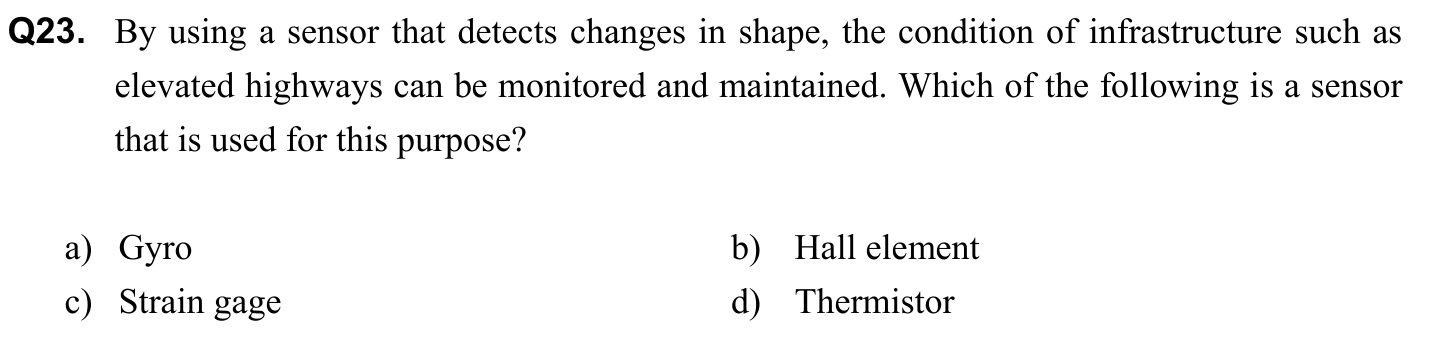 Q23. By using a sensor that detects changes in shape, the condition of infrastructure such as
elevated highways can be monitored and maintained. Which of the following is a sensor
that is used for this purpose?
a) Gyro b) Hall element
c) Strain gage d) Thermistor